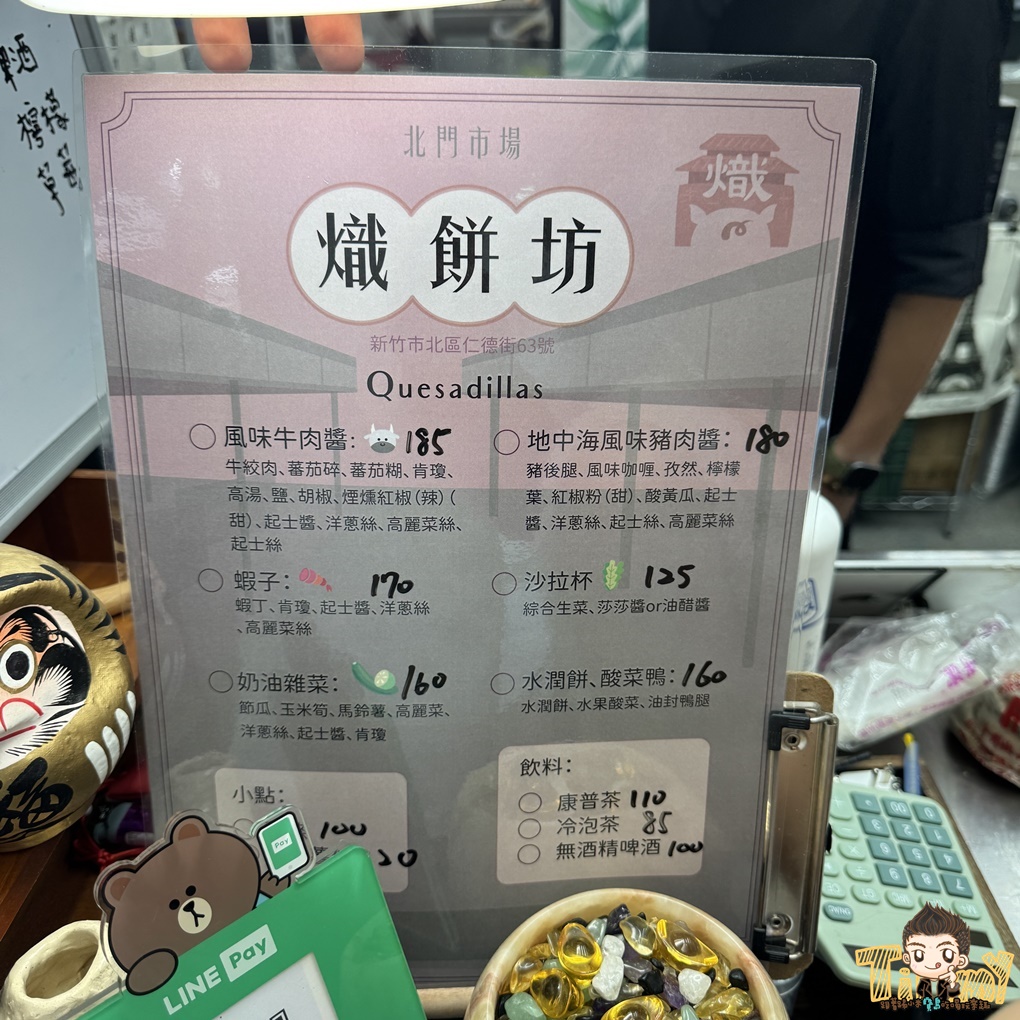 檸檬
北門市場
熾
熾餅坊
新竹市北區仁德街63號
Quesadillas
風味牛肉醬: 185
牛絞肉、蕃茄碎、蕃茄糊、肯瓊、
高湯、鹽、胡椒、煙燻紅椒(辣)(
甜)、起士醬、洋蔥絲、高麗菜絲、
起士絲
地中海風味豬肉醬: 180
豬後腿、風味咖喱、孜然、檸檬
葉、紅椒粉(甜)、酸黃瓜、起士
醬、洋蔥絲、起士絲、高麗菜絲
蝦子: 170
蝦丁、肯瓊、起士醬、洋蔥絲
、高麗菜絲
沙拉杯 125
綜合生菜、莎莎醬or油醋醬
奶油雜菜: 160
節瓜、玉米筍、馬鈴薯、高麗菜、
洋蔥絲、起士醬、肯瓊
水潤餅、酸菜鴨: 160
水潤餅、水果酸菜、油封鴨腿
小點:
100
20
飲料:
康普茶 110
冷泡茶 85
無酒精啤酒 100
Pay
LINE Pay